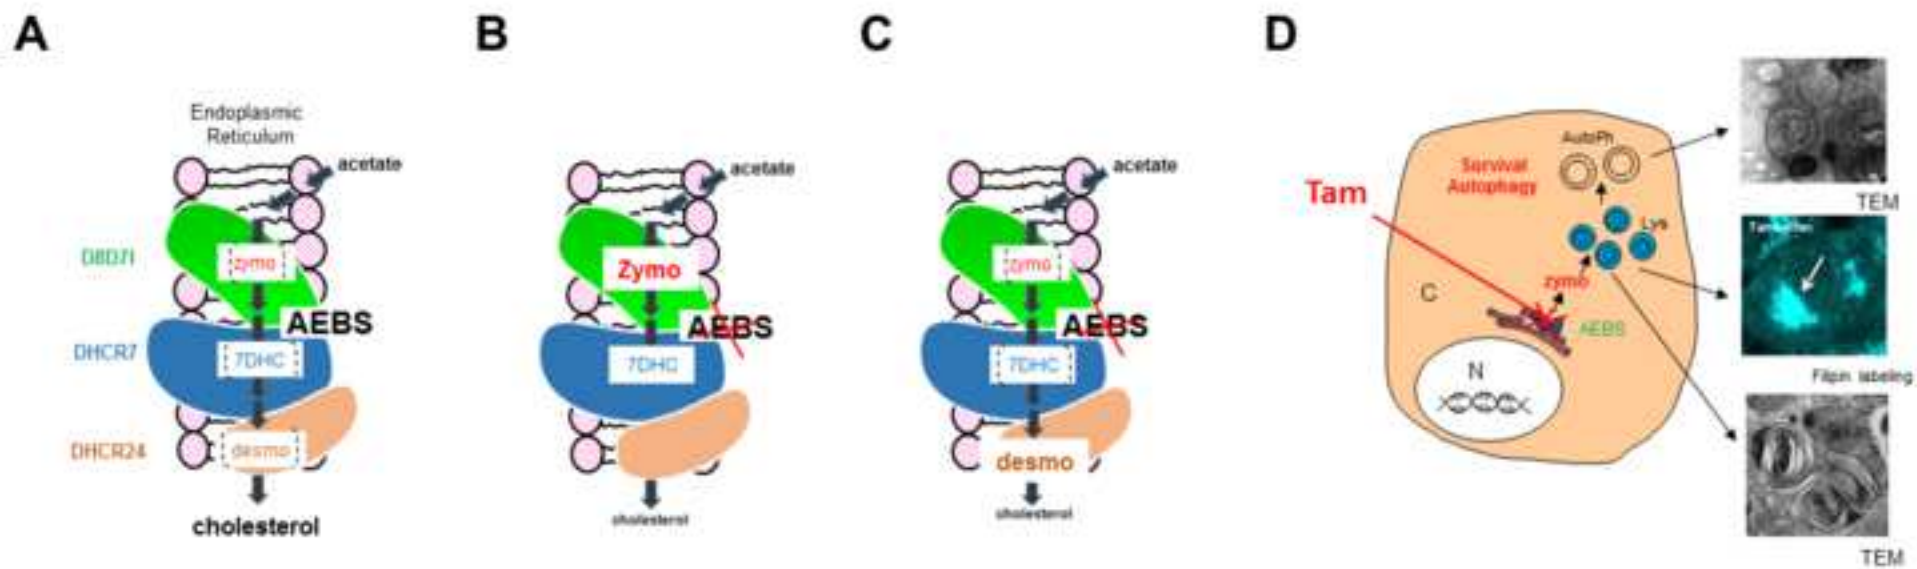 A
B
C
D
Endoplasmic
Reticulum
acetate
D8D7I
zymo
AEBS
DHCR7
7DHC
DHCR24
desmo
cholesterol
acetate
Zymo
AEBS
7DHC
cholesterol
acetate
zymo
AEBS
7DHC
desmo
cholesterol
Tam
Survival
Autophagy
AutoPh
Lys
zymo
AEBS
C
N
TEM
Filipin labeling
TEM